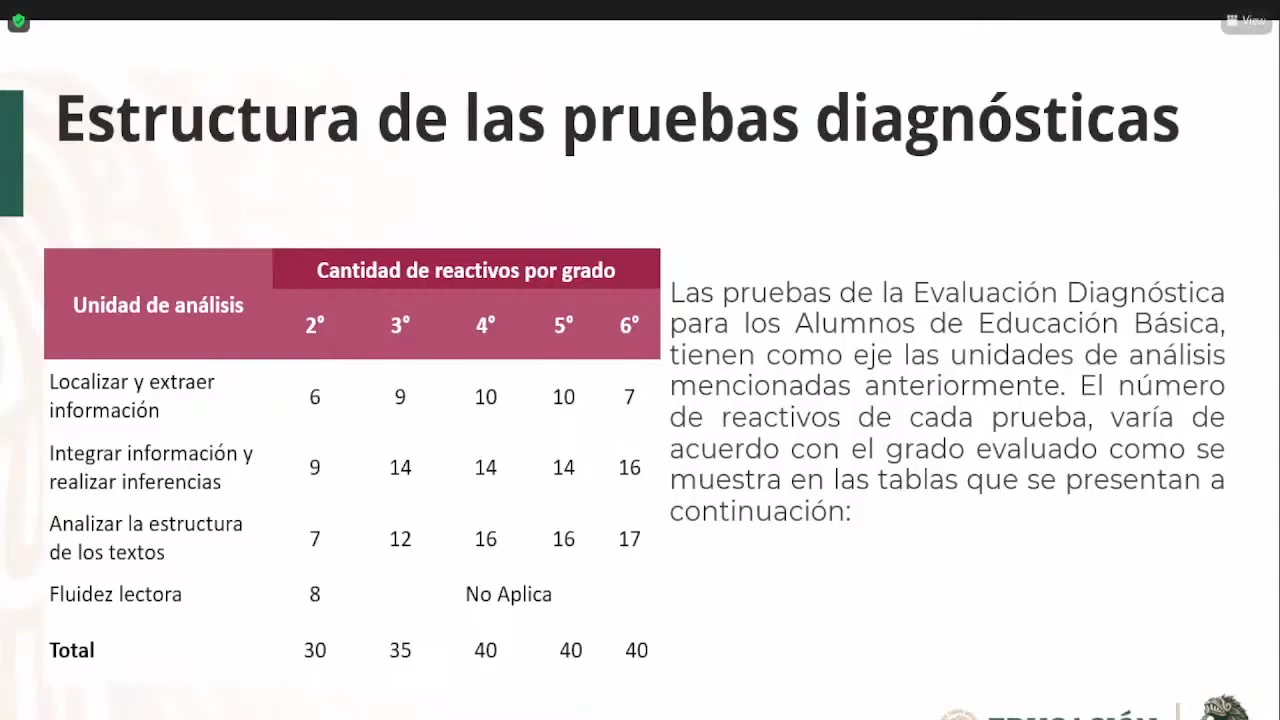 View
Estructura de las pruebas diagnósticas
Unidad de análisis
Cantidad de reactivos por grado
2° 3° 4° 5° 6°
Localizar y extraer
información
6 9 10 10 7
Integrar información y
realizar inferencias
9 14 14 14 16
Analizar la estructura
de los textos
7 12 16 16 17
Fluidez lectora 8 No Aplica
Total 30 35 40 40 40
Las pruebas de la Evaluación Diagnóstica
para los Alumnos de Educación Básica,
tienen como eje las unidades de análisis
mencionadas anteriormente. El número
de reactivos de cada prueba, varía de
acuerdo con el grado evaluado como se
muestra en las tablas que se presentan a
continuación:
EDUCACIÓN